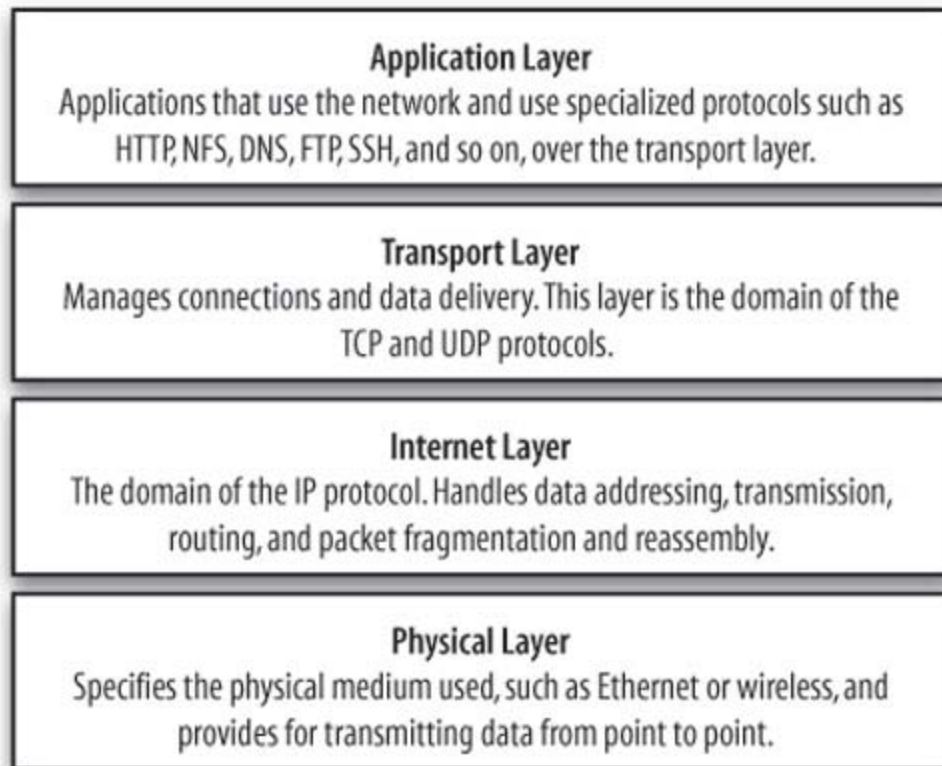 Application Layer
Applications that use the network and use specialized protocols such as
HTTP, NFS, DNS, FTP, SSH, and so on, over the transport layer.
Transport Layer
Manages connections and data delivery. This layer is the domain of the
TCP and UDP protocols.
Internet Layer
The domain of the IP protocol. Handles data addressing, transmission,
routing, and packet fragmentation and reassembly.
Physical Layer
Specifies the physical medium used, such as Ethernet or wireless, and
provides for transmitting data from point to point.